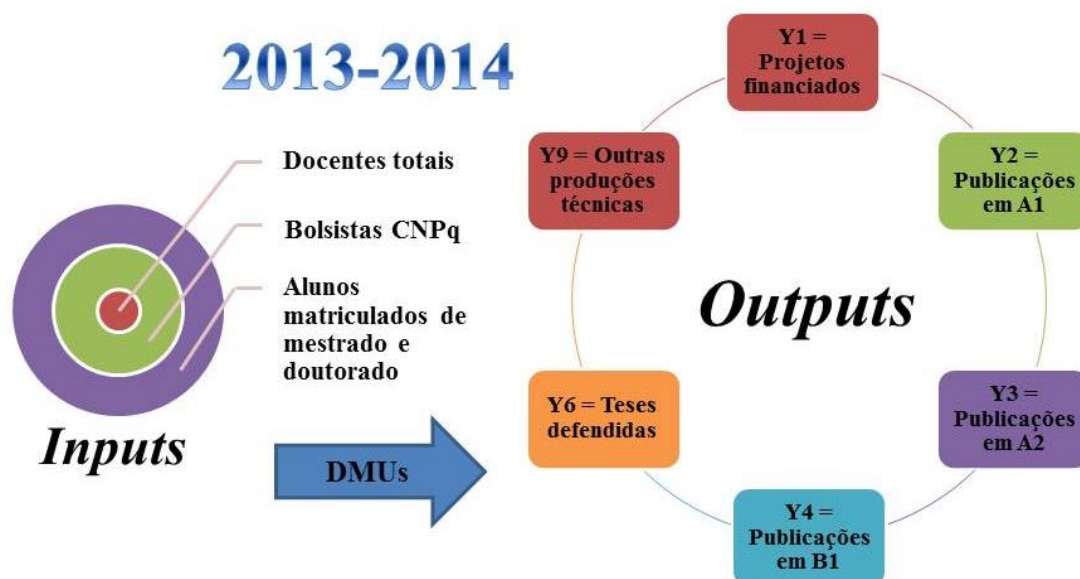 2013-2014
Docentes totais
Bolsistas CNPq
Alunos
matriculados de
mestrado e
doutorado
Inputs
DMUs
Outputs
Y1 =
Projetos
financiados
Y2 =
Publicações
em A1
Y3 =
Publicações
em A2
Y4 =
Publicações
em B1
Y6 = Teses
defendidas
Y9 = Outras
produções
técnicas